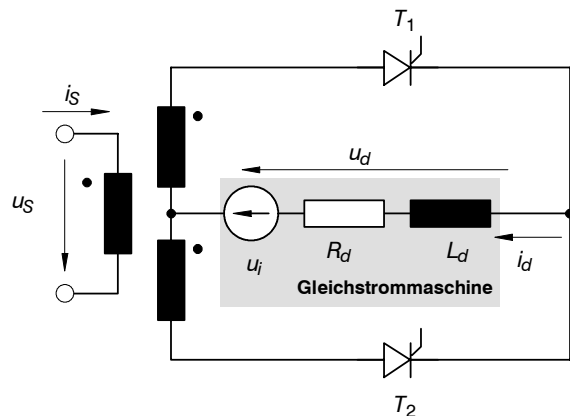 T1
iS
ud
uS
ui
Rd
Ld
id
Gleichstrommaschine
T2